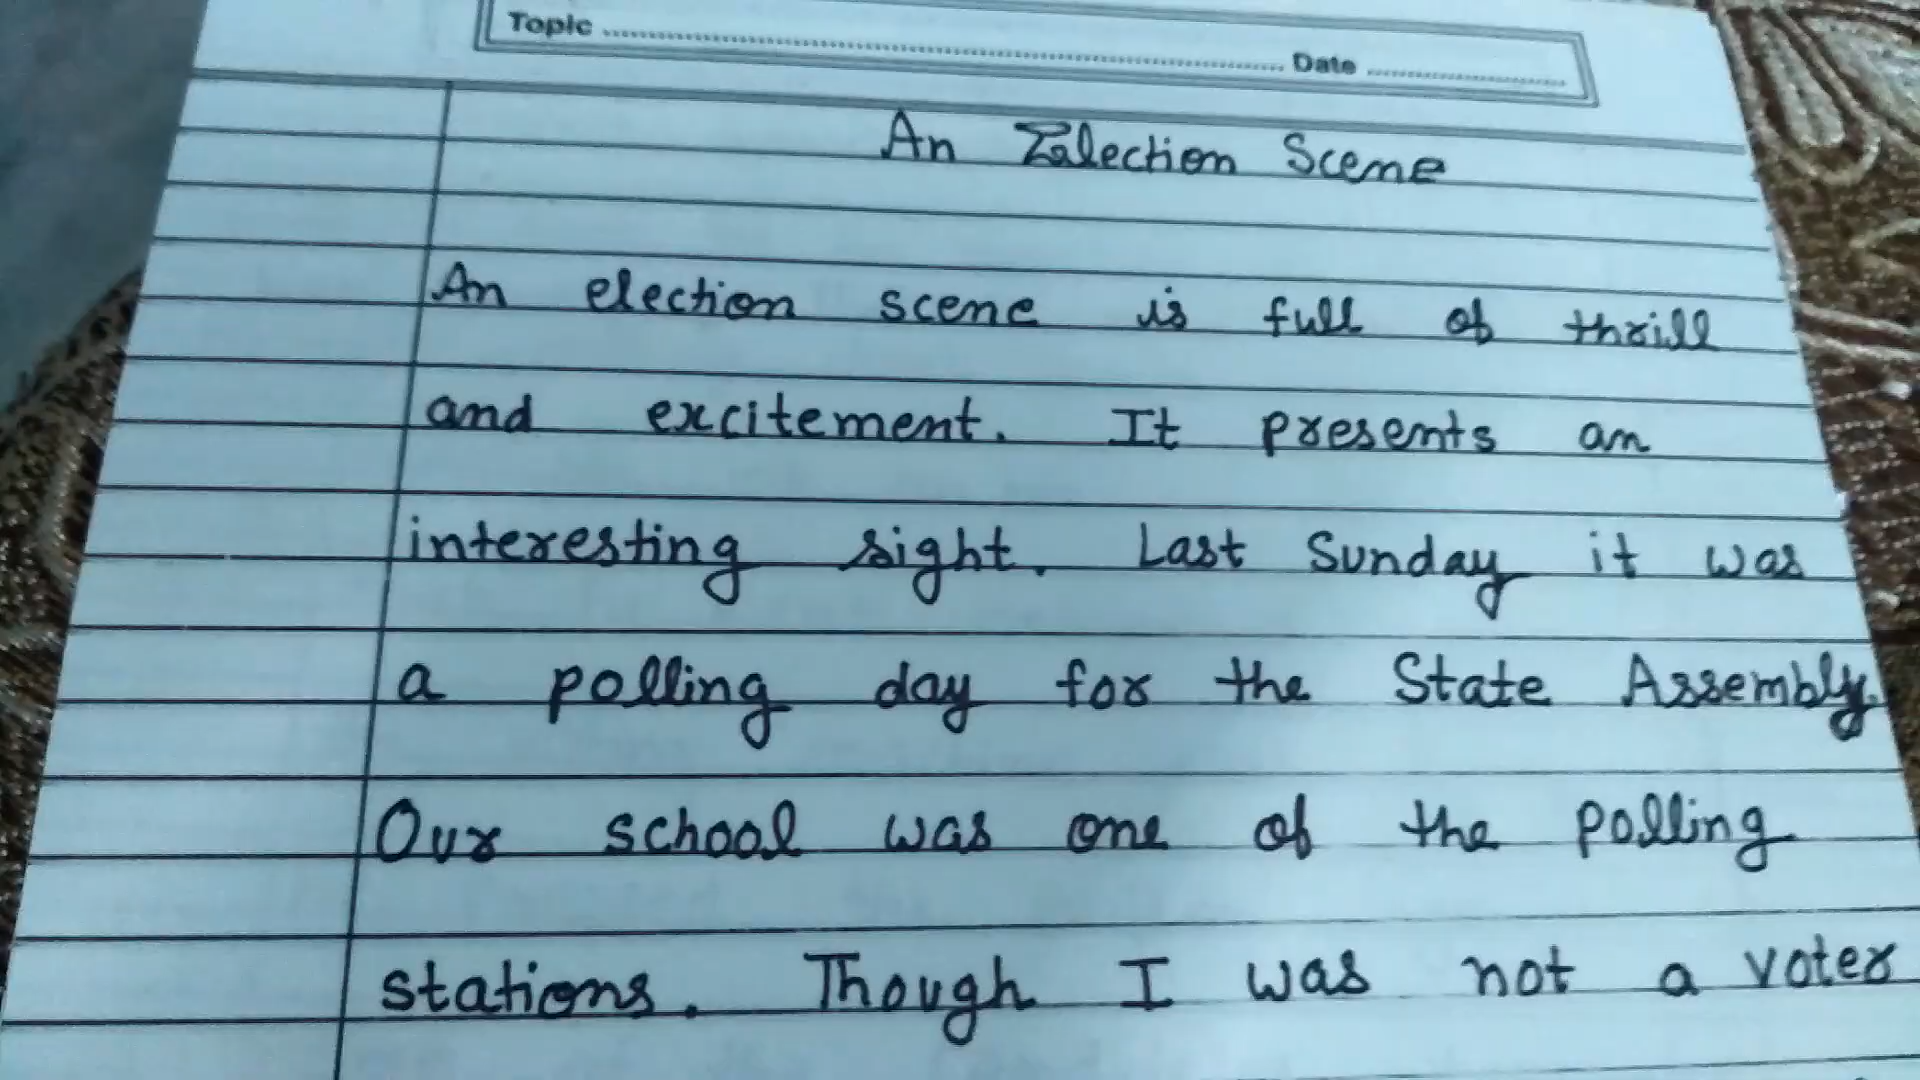 Topic
Date
An Election Scene
An election scene is full of thrill
and excitement. It presents an
interesting sight. Last Sunday it was
a polling day for the State Assembly.
Our school was one of the polling
stations. Though I was not a voter